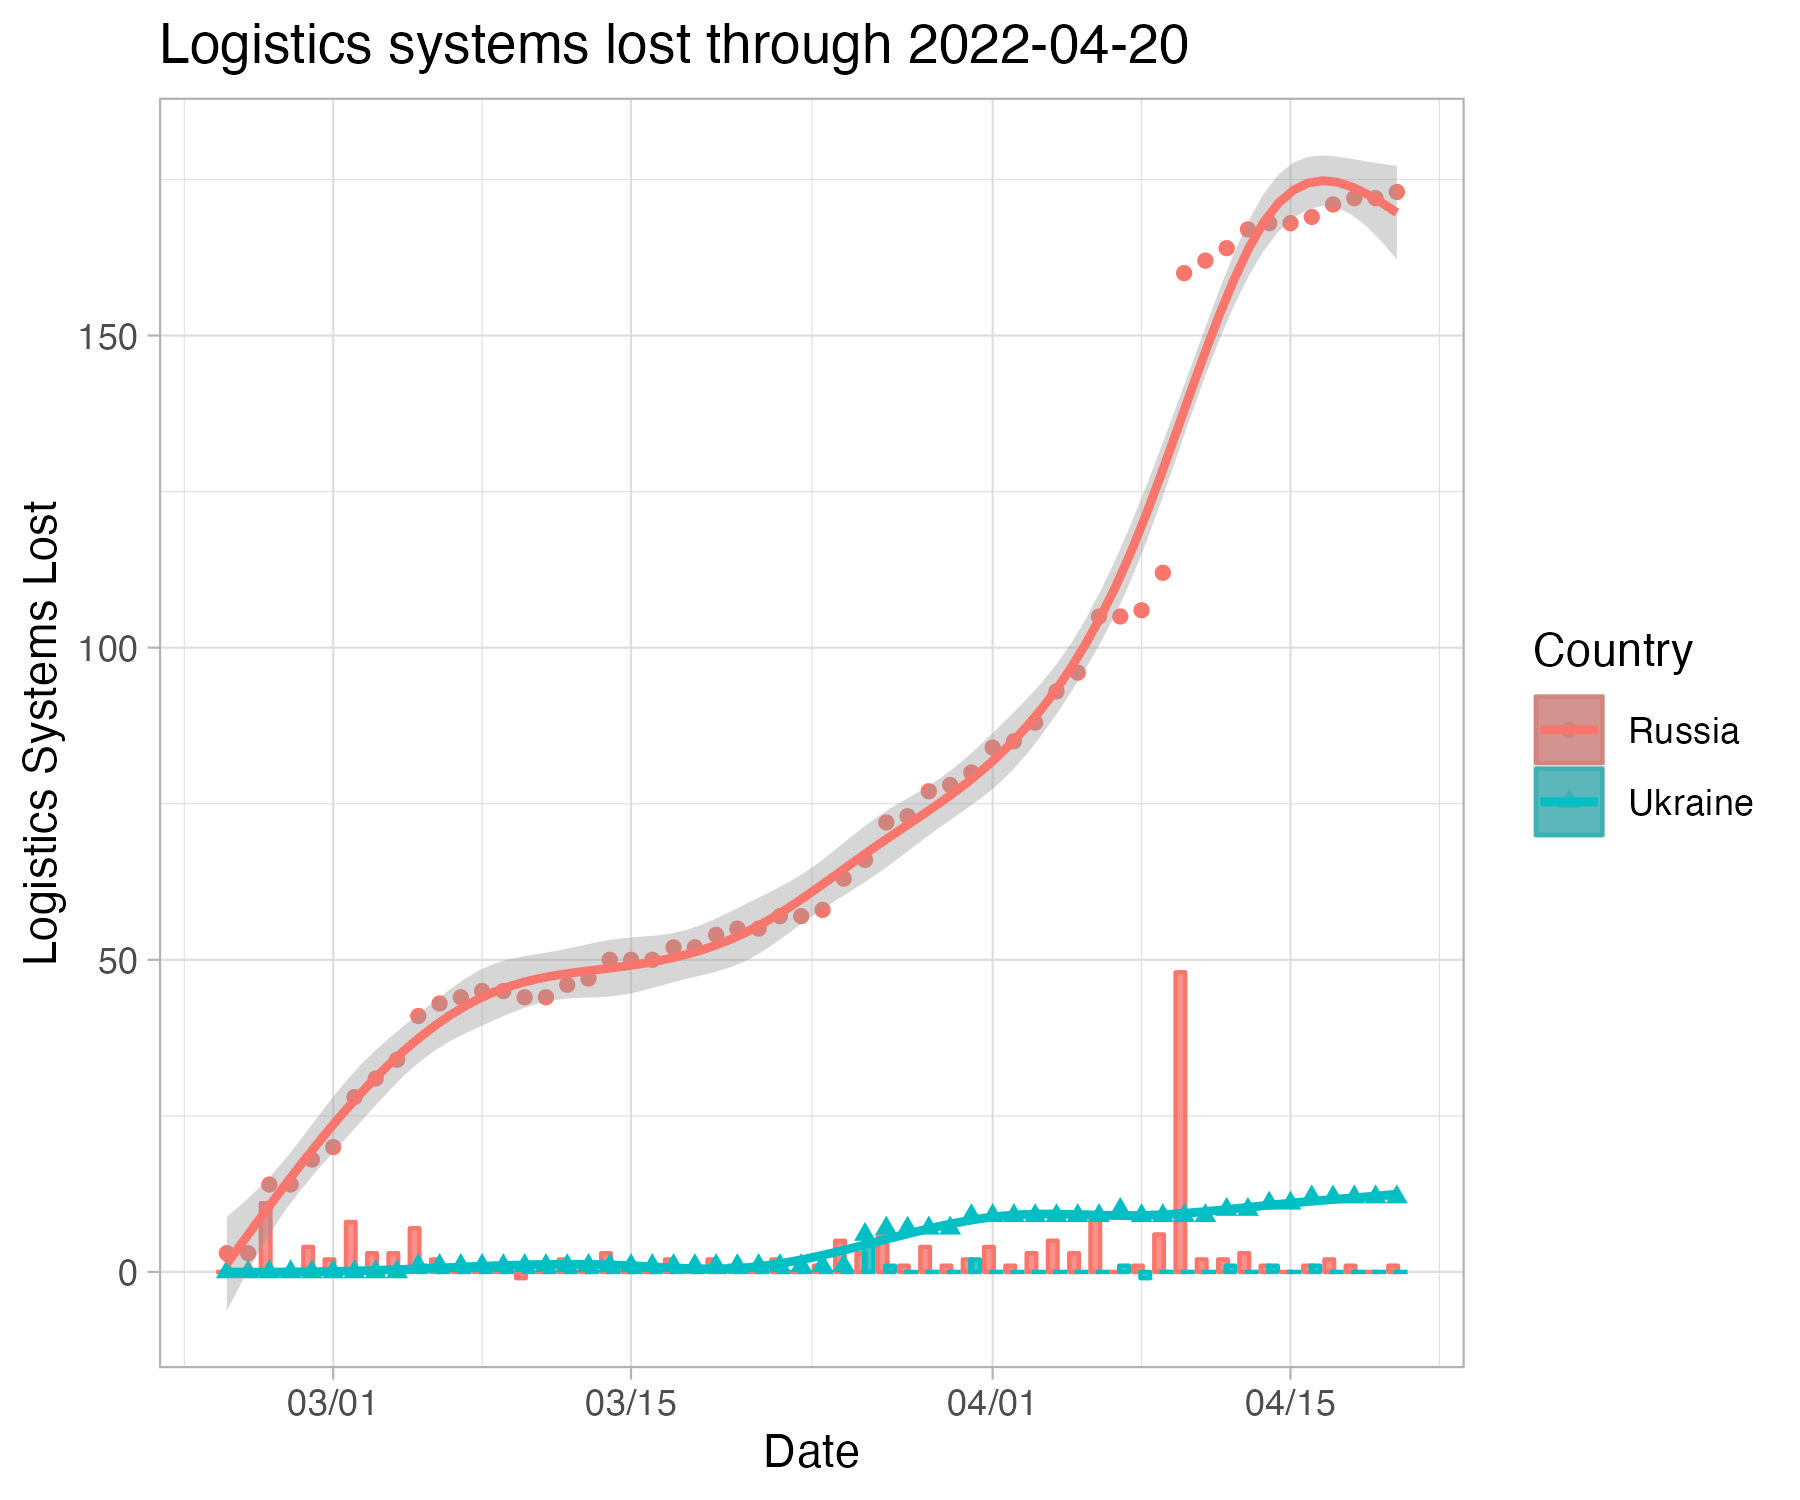 Logistics systems lost through 2022-04-20
Logistics Systems Lost
150
100
50
0
03/01
03/15
04/01
04/15
Date
Country
Russia
Ukraine